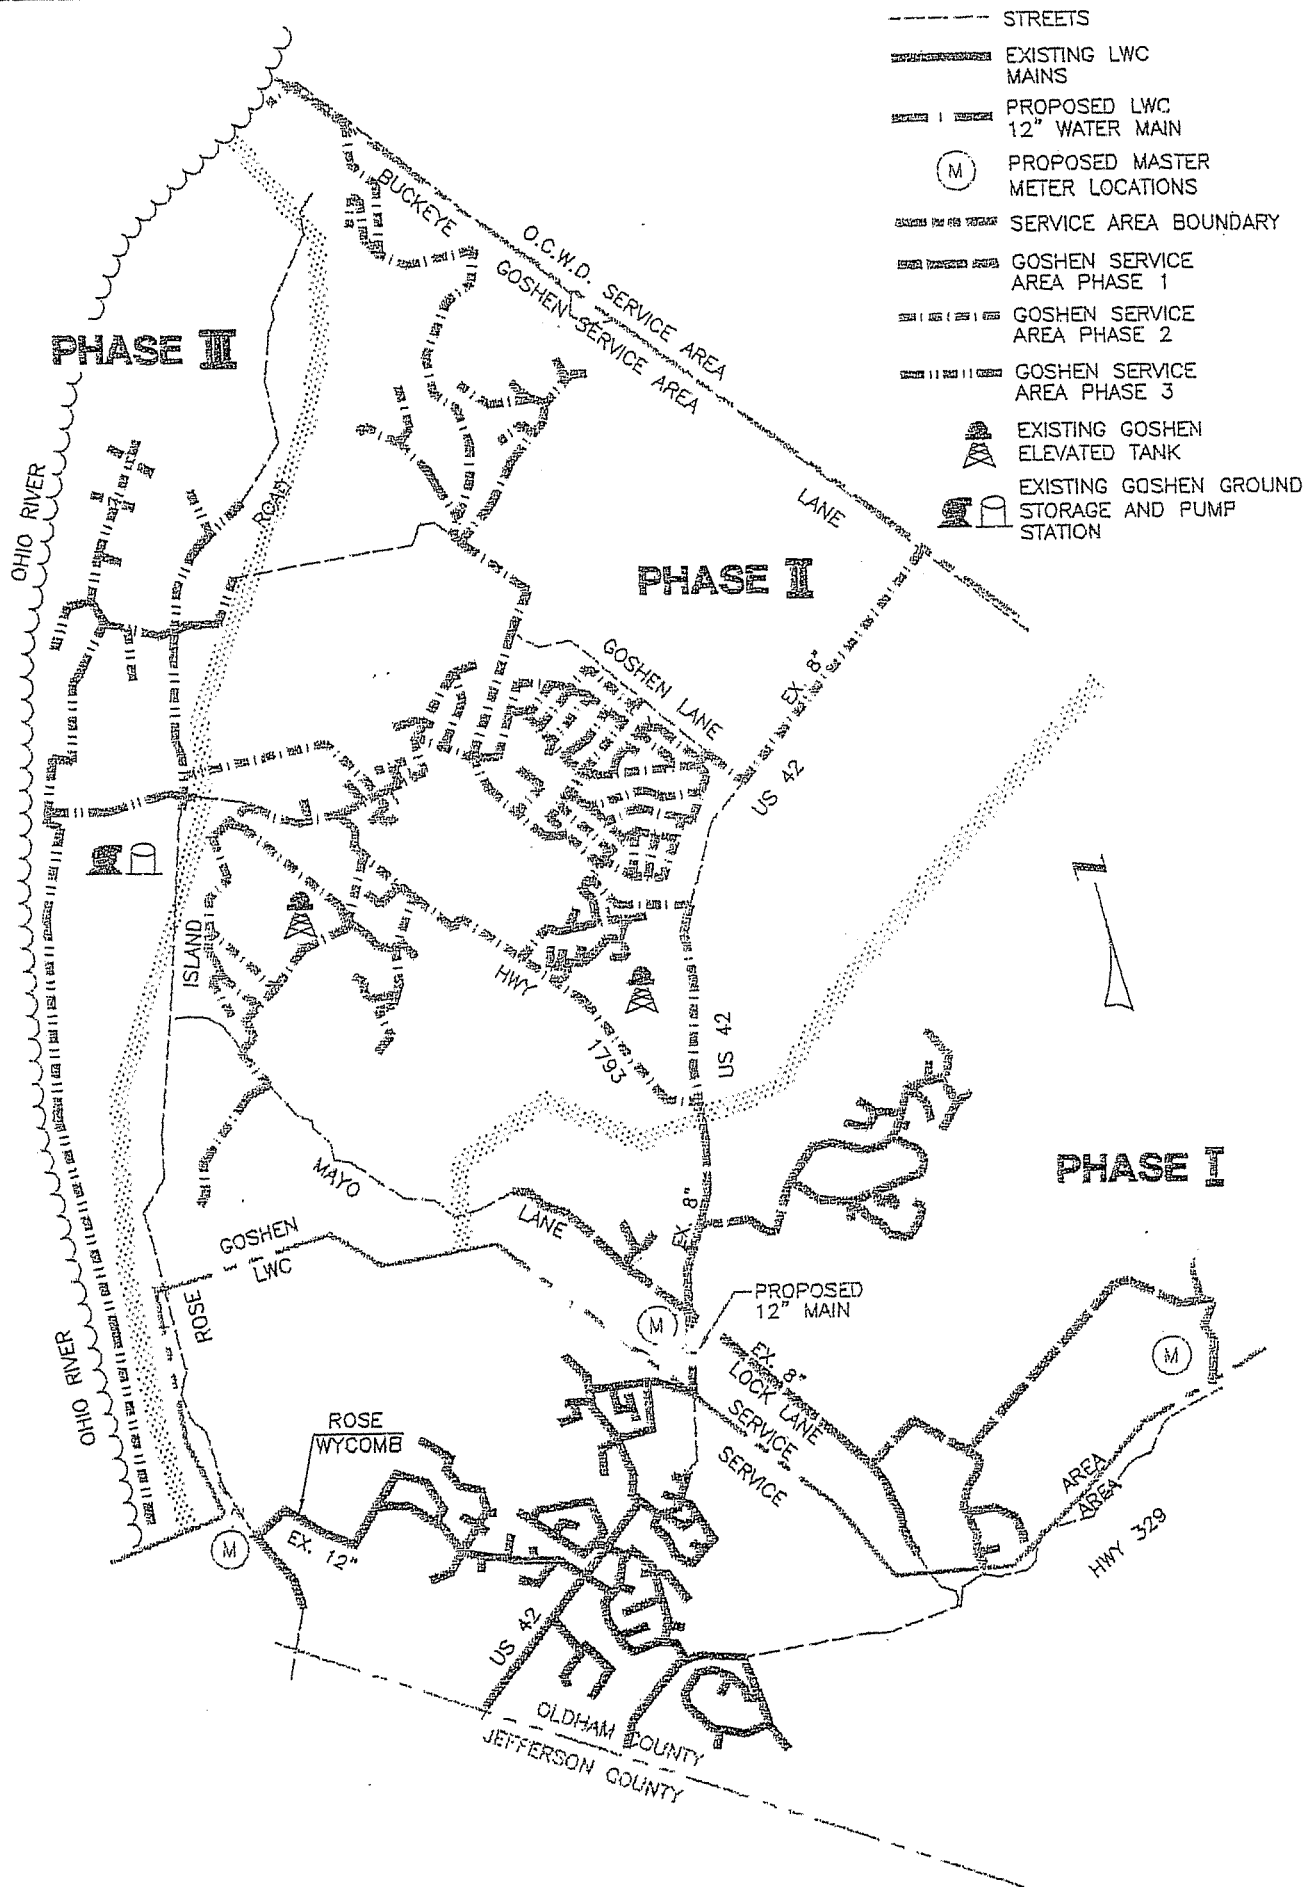 STREETS
EXISTING LWC
MAINS
PROPOSED LWC
12" WATER MAIN
M
PROPOSED MASTER
METER LOCATIONS
SERVICE AREA BOUNDARY
GOSHEN SERVICE
AREA PHASE 1
GOSHEN SERVICE
AREA PHASE 2
GOSHEN SERVICE
AREA PHASE 3
EXISTING GOSHEN
ELEVATED TANK
EXISTING GOSHEN GROUND
STORAGE AND PUMP
STATION
BUCKEYE
O.C.W.D. SERVICE AREA
GOSHEN SERVICE AREA
LANE
PHASE III
OHIO RIVER
ROAD
PHASE II
GOSHEN LANE
EX. 8"
US 42
ISLAND
HWY
1793
US 42
MAYO
LANE
EX. 8"
PHASE I
GOSHEN
LWC
ROSE
M
PROPOSED
12" MAIN
M
EX. 8"
LOCK LANE
SERVICE
SERVICE
AREA
AREA
HWY 329
OHIO RIVER
ROSE
WYCOMB
M
EX. 12"
US 42
OLDHAM COUNTY
JEFFERSON COUNTY